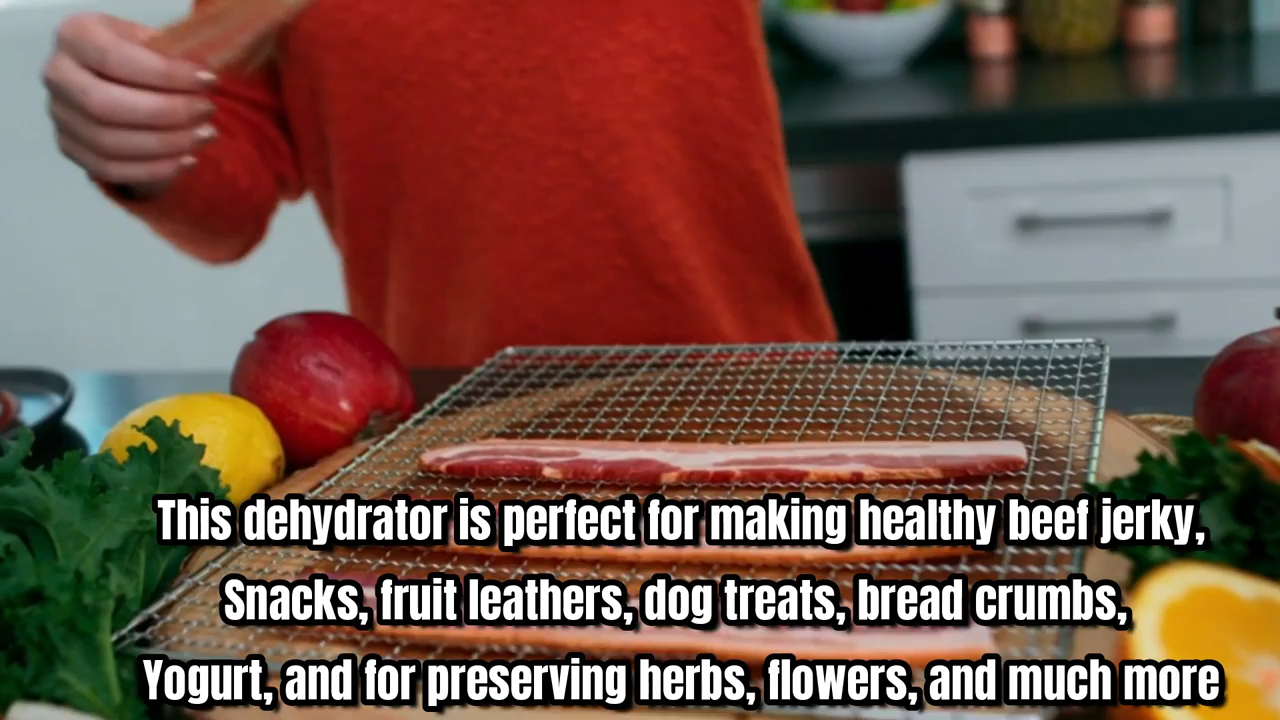 This dehydrator is perfect for making healthy beef jerky,
Snacks, fruit leathers, dog treats, bread crumbs,
Yogurt, and for preserving herbs, flowers, and much more